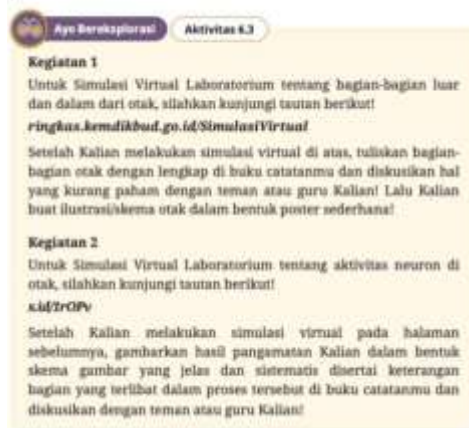 Ayo Bereksplorasi Aktivitas 6.3
Kegiatan 1
Untuk Simulasi Virtual Laboratorium tentang bagian-bagian luar
dan dalam dari otak, silahkan kunjungi tautan berikut!
ringkas.kemdikbud.go.id/SimulasiVirtual
Setelah Kalian melakukan simulasi virtual di atas, tuliskan bagian-
bagian otak dengan lengkap di buku catatanmu dan diskusikan hal
yang kurang paham dengan teman atau guru Kalian! Lalu Kalian
buat ilustrasi/skema otak dalam bentuk poster sederhana!
Kegiatan 2
Untuk Simulasi Virtual Laboratorium tentang aktivitas neuron di
otak, silahkan kunjungi tautan berikut!
s.id/1rOPv
Setelah Kalian melakukan simulasi virtual pada halaman
sebelumnya, gambarkan hasil pangamatan Kalian dalam bentuk
skema gambar yang jelas dan sistematis disertai keterangan
bagian yang terlibat dalam proses tersebut di buku catatanmu dan
diskusikan dengan teman atau guru Kalian!